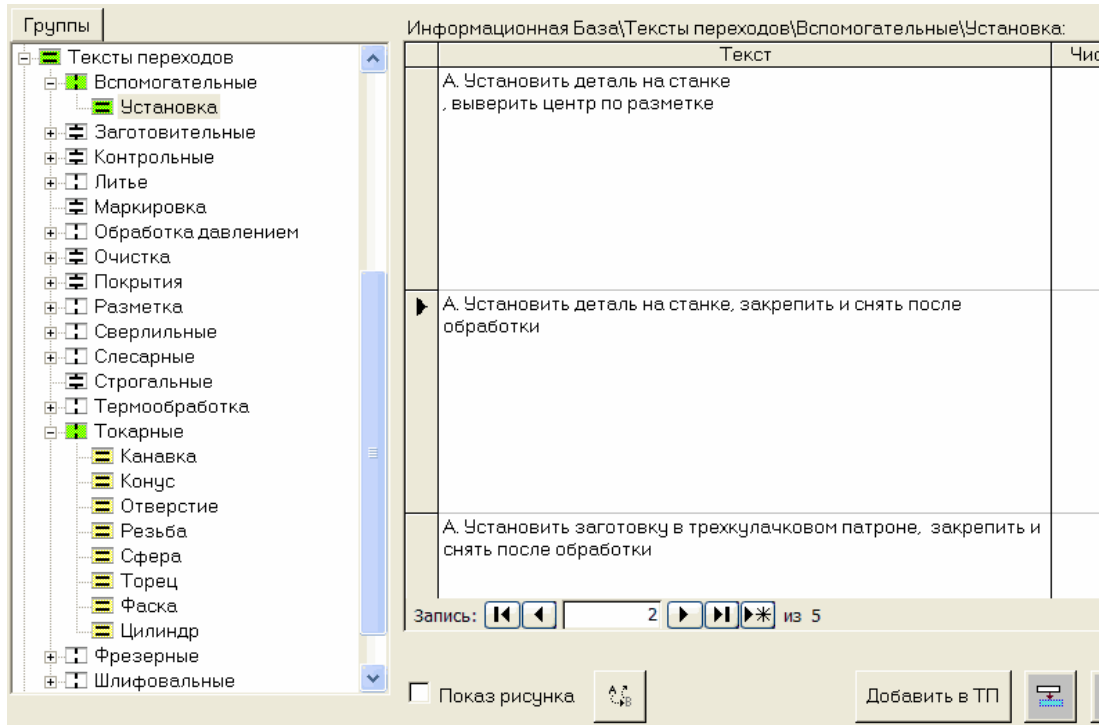 Группы
Тексты переходов
Вспомогательные
Установка
Заготовительные
Контрольные
Литье
Маркировка
Обработка давлением
Очистка
Покрытия
Разметка
Сверлильные
Слесарные
Строгальные
Термообработка
Токарные
Канавка
Конус
Отверстие
Резьба
Сфера
Торец
Фаска
Цилиндр
Фрезерные
Шлифовальные
Информационная База\Тексты переходов\Вспомогательные\Установка:
Текст Чис
А. Установить деталь на станке
, выверить центр по разметке
А. Установить деталь на станке, закрепить и снять после
обработки
А. Установить заготовку в трехкулачковом патроне, закрепить и
снять после обработки
Запись: 2 из 5
Показ рисунка A B Добавить в ТП